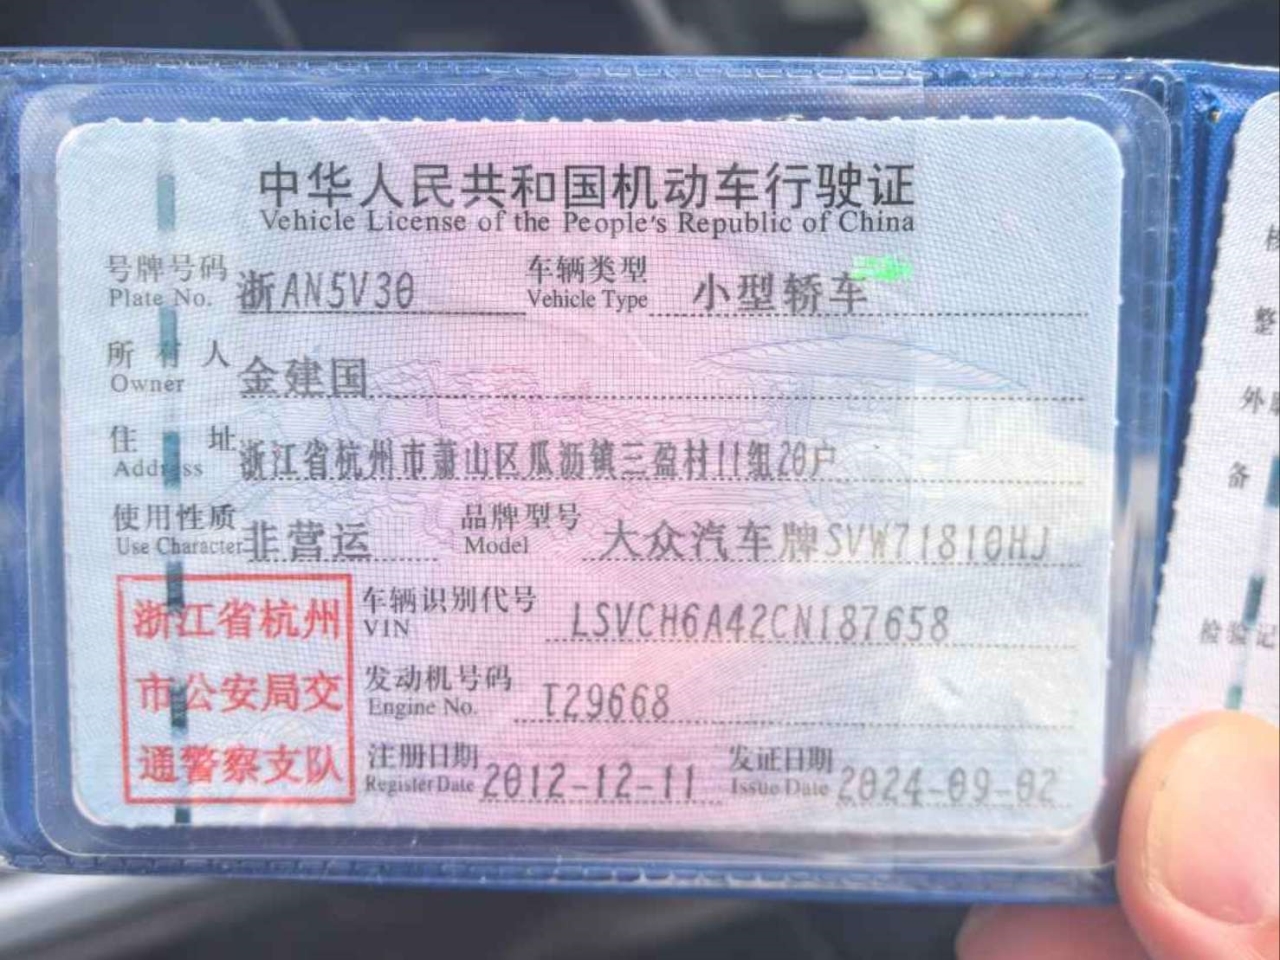 中华人民共和国机动车行驶证
Vehicle License of the People's Republic of China
号牌号码 浙AN5V30 车辆类型 小型轿车
Plate No. Vehicle Type
所有人 金建国
Owner
住址 浙江省杭州市萧山区瓜沥镇三盈村11组20户
Address
使用性质 非营运 品牌型号 大众汽车牌SVW71810HJ
Use Character Model
浙江省杭州
市公安局交
通警察支队
车辆识别代号 LSVCH6A42CN187658
VIN
发动机号码 T29668
Engine No.
注册日期 2012-12-11 发证日期 2024-09-02
Register Date Issue Date
整
外
备
检验记